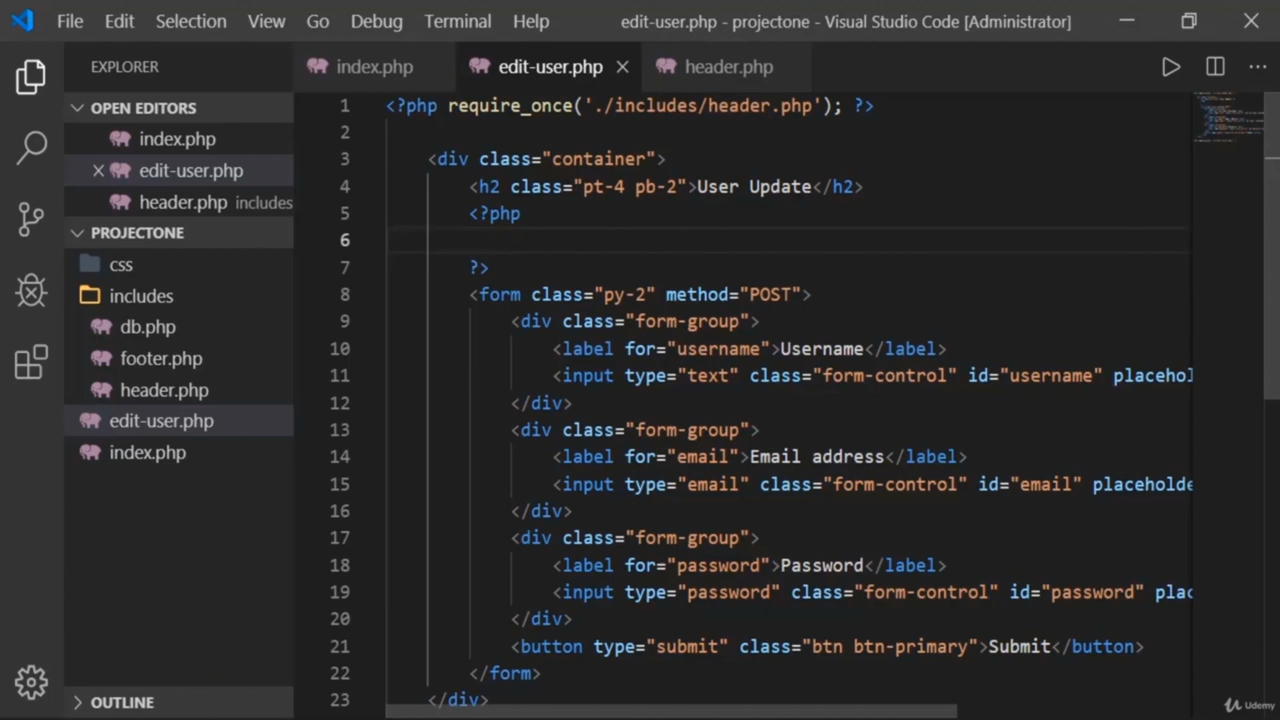 File Edit Selection View Go Debug Terminal Help edit-user.php - projectone - Visual Studio Code [Administrator]
EXPLORER
OPEN EDITORS
index.php
edit-user.php
header.php includes
PROJECTONE
css
includes
db.php
footer.php
header.php
edit-user.php
index.php
OUTLINE
index.php edit-user.php header.php
1 <?php require_once('./includes/header.php'); ?>
2
3 <div class="container">
4 <h2 class="pt-4 pb-2">User Update</h2>
5 <?php
6
7 ?>
8 <form class="py-2" method="POST">
9 <div class="form-group">
10 <label for="username">Username</label>
11 <input type="text" class="form-control" id="username" placehol
12 </div>
13 <div class="form-group">
14 <label for="email">Email address</label>
15 <input type="email" class="form-control" id="email" placeholde
16 </div>
17 <div class="form-group">
18 <label for="password">Password</label>
19 <input type="password" class="form-control" id="password" plac
20 </div>
21 <button type="submit" class="btn btn-primary">Submit</button>
22 </form>
23 </div>
Udemy